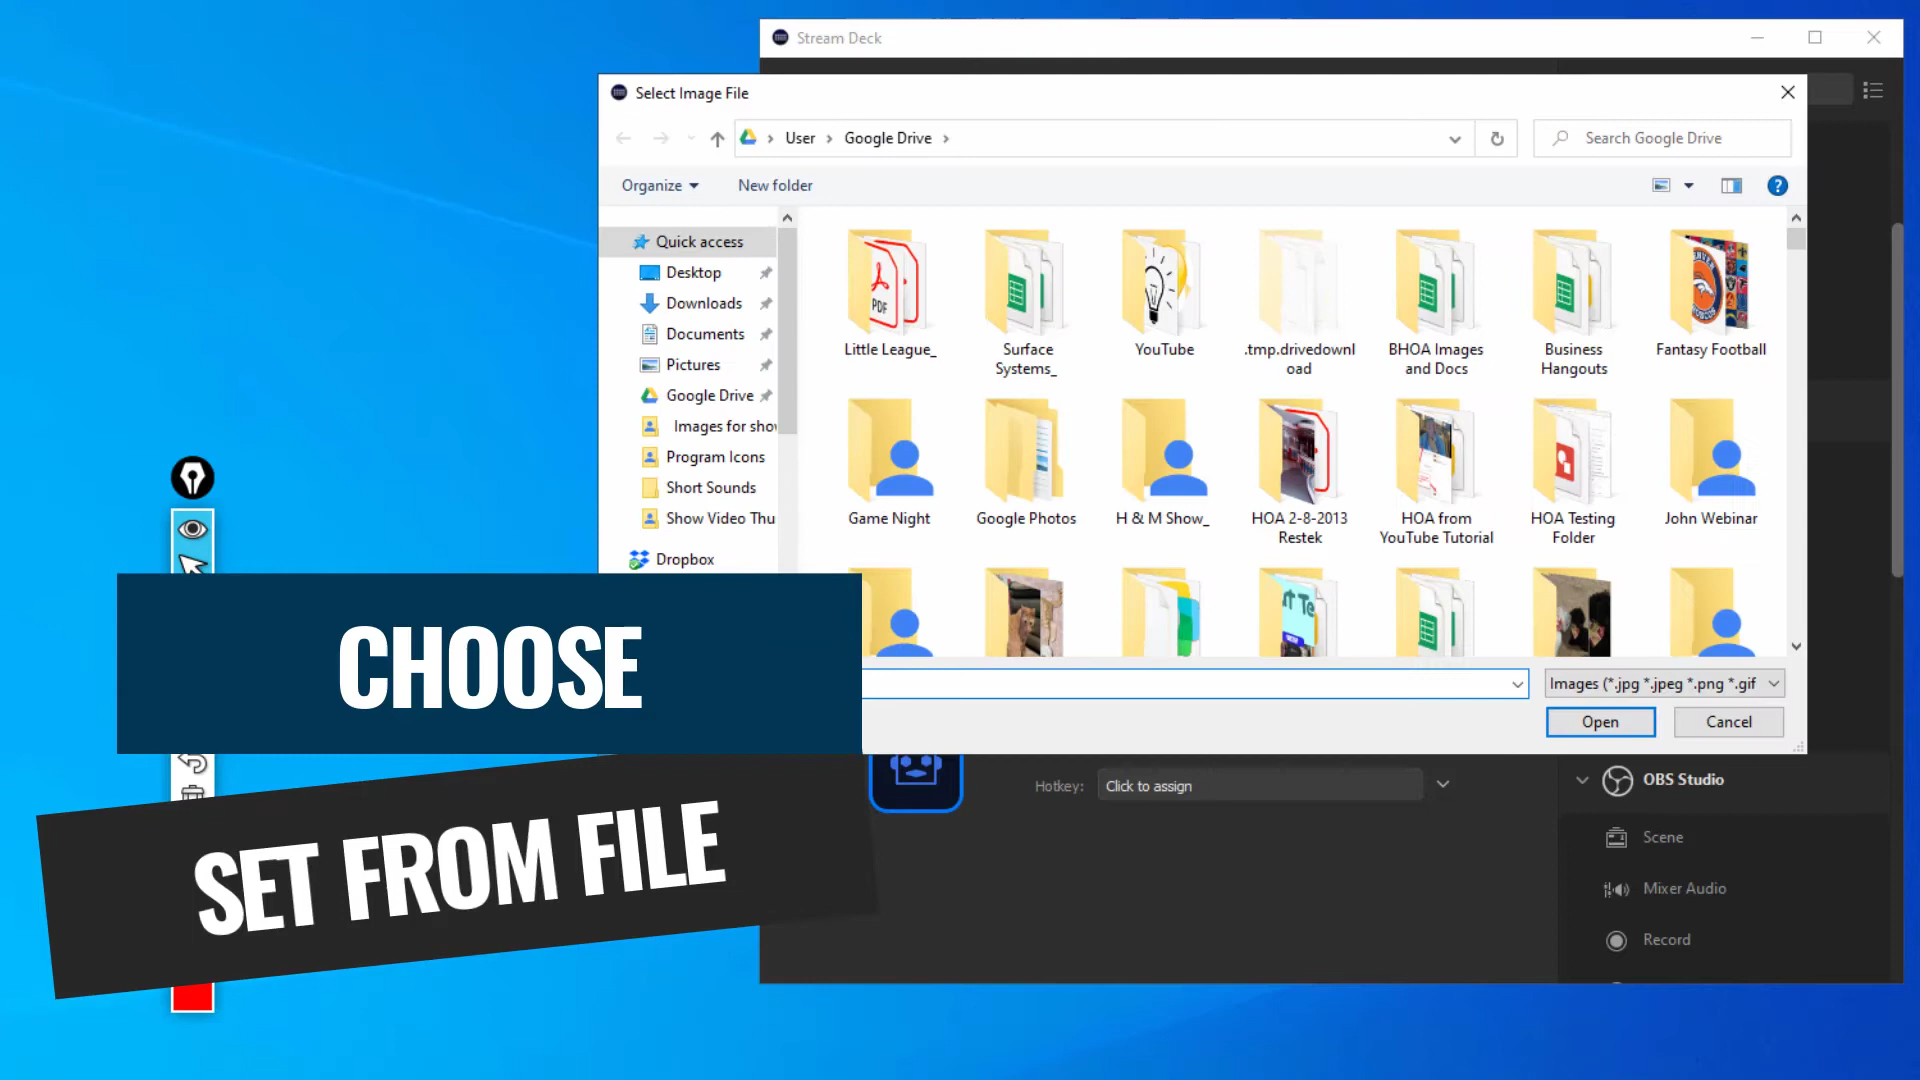 Stream Deck
Select Image File
User
Google Drive
Search Google Drive
Organize
New folder
Quick access
Desktop
Downloads
Documents
Pictures
Google Drive
Images for sho
Program Icons
Short Sounds
Show Video Thu
Dropbox
PDF
Little League_
Surface
Systems_
YouTube
.tmp.drivedownl
oad
BHOA Images
and Docs
Business
Hangouts
Fantasy Football
Game Night
Google Photos
H & M Show_
HOA 2-8-2013
Restek
HOA from
YouTube Tutorial
HOA Testing
Folder
John Webinar
Images (*.jpg *.jpeg *.png *.gif
Open
Cancel
CHOOSE
SET FROM FILE
Hotkey:
Click to assign
OBS Studio
Scene
Mixer Audio
Record